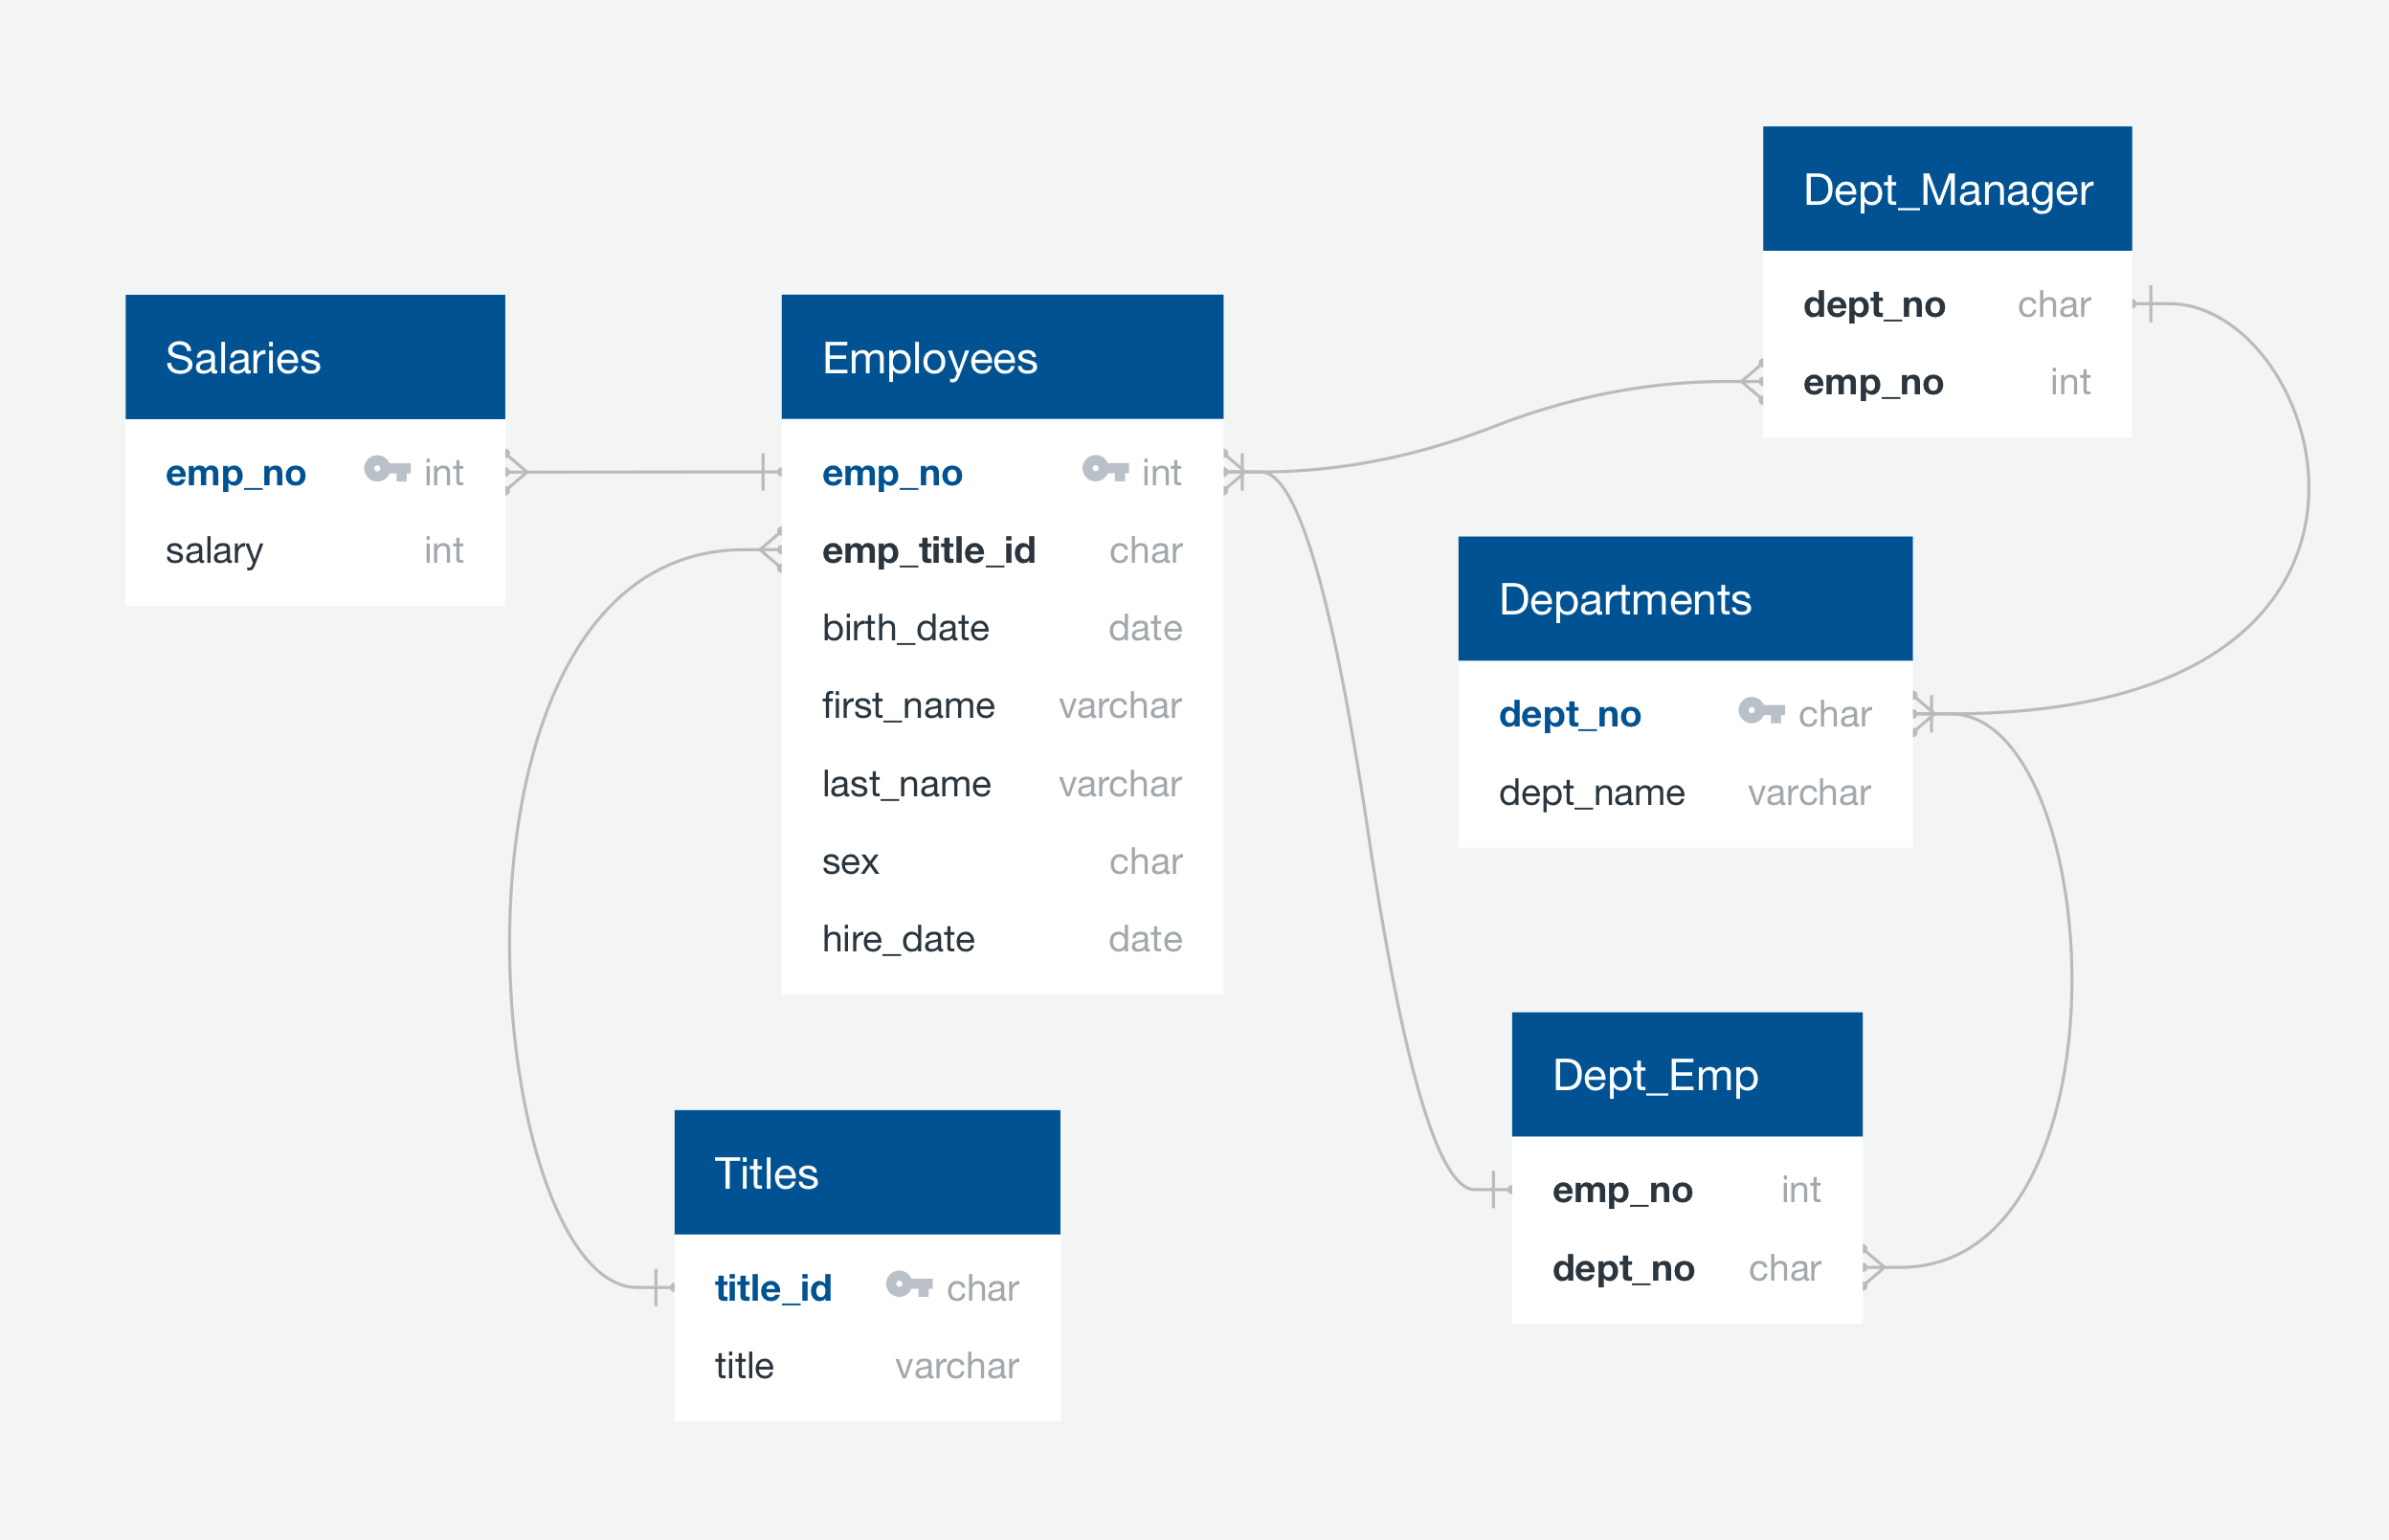 Salaries
emp_no int
salary int
Employees
emp_no int
emp_title_id char
birth_date date
first_name varchar
last_name varchar
sex char
hire_date date
Titles
title_id char
title varchar
Dept_Manager
dept_no char
emp_no int
Departments
dept_no char
dept_name varchar
Dept_Emp
emp_no int
dept_no char